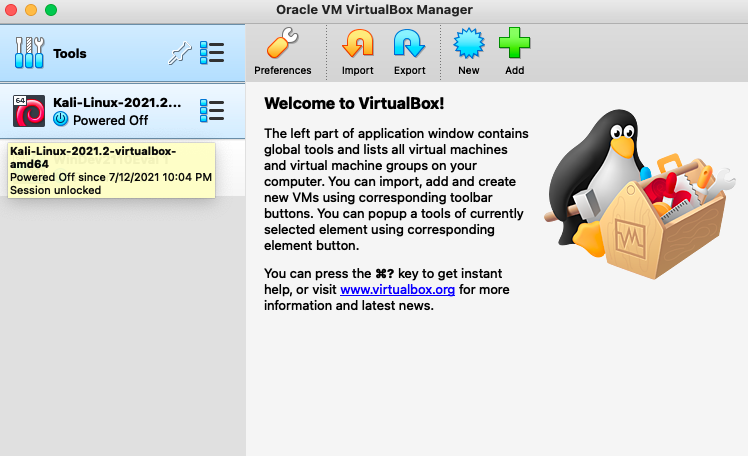 Oracle VM VirtualBox Manager
Tools
Preferences
Import
Export
New
Add
64
Kali-Linux-2021.2...
Powered Off
Kali-Linux-2021.2-virtualbox-
amd64
Powered Off since 7/12/2021 10:04 PM
Session unlocked
Welcome to VirtualBox!
The left part of application window contains
global tools and lists all virtual machines
and virtual machine groups on your
computer. You can import, add and create
new VMs using corresponding toolbar
buttons. You can popup a tools of currently
selected element using corresponding
element button.
You can press the ⌘? key to get instant
help, or visit www.virtualbox.org for more
information and latest news.